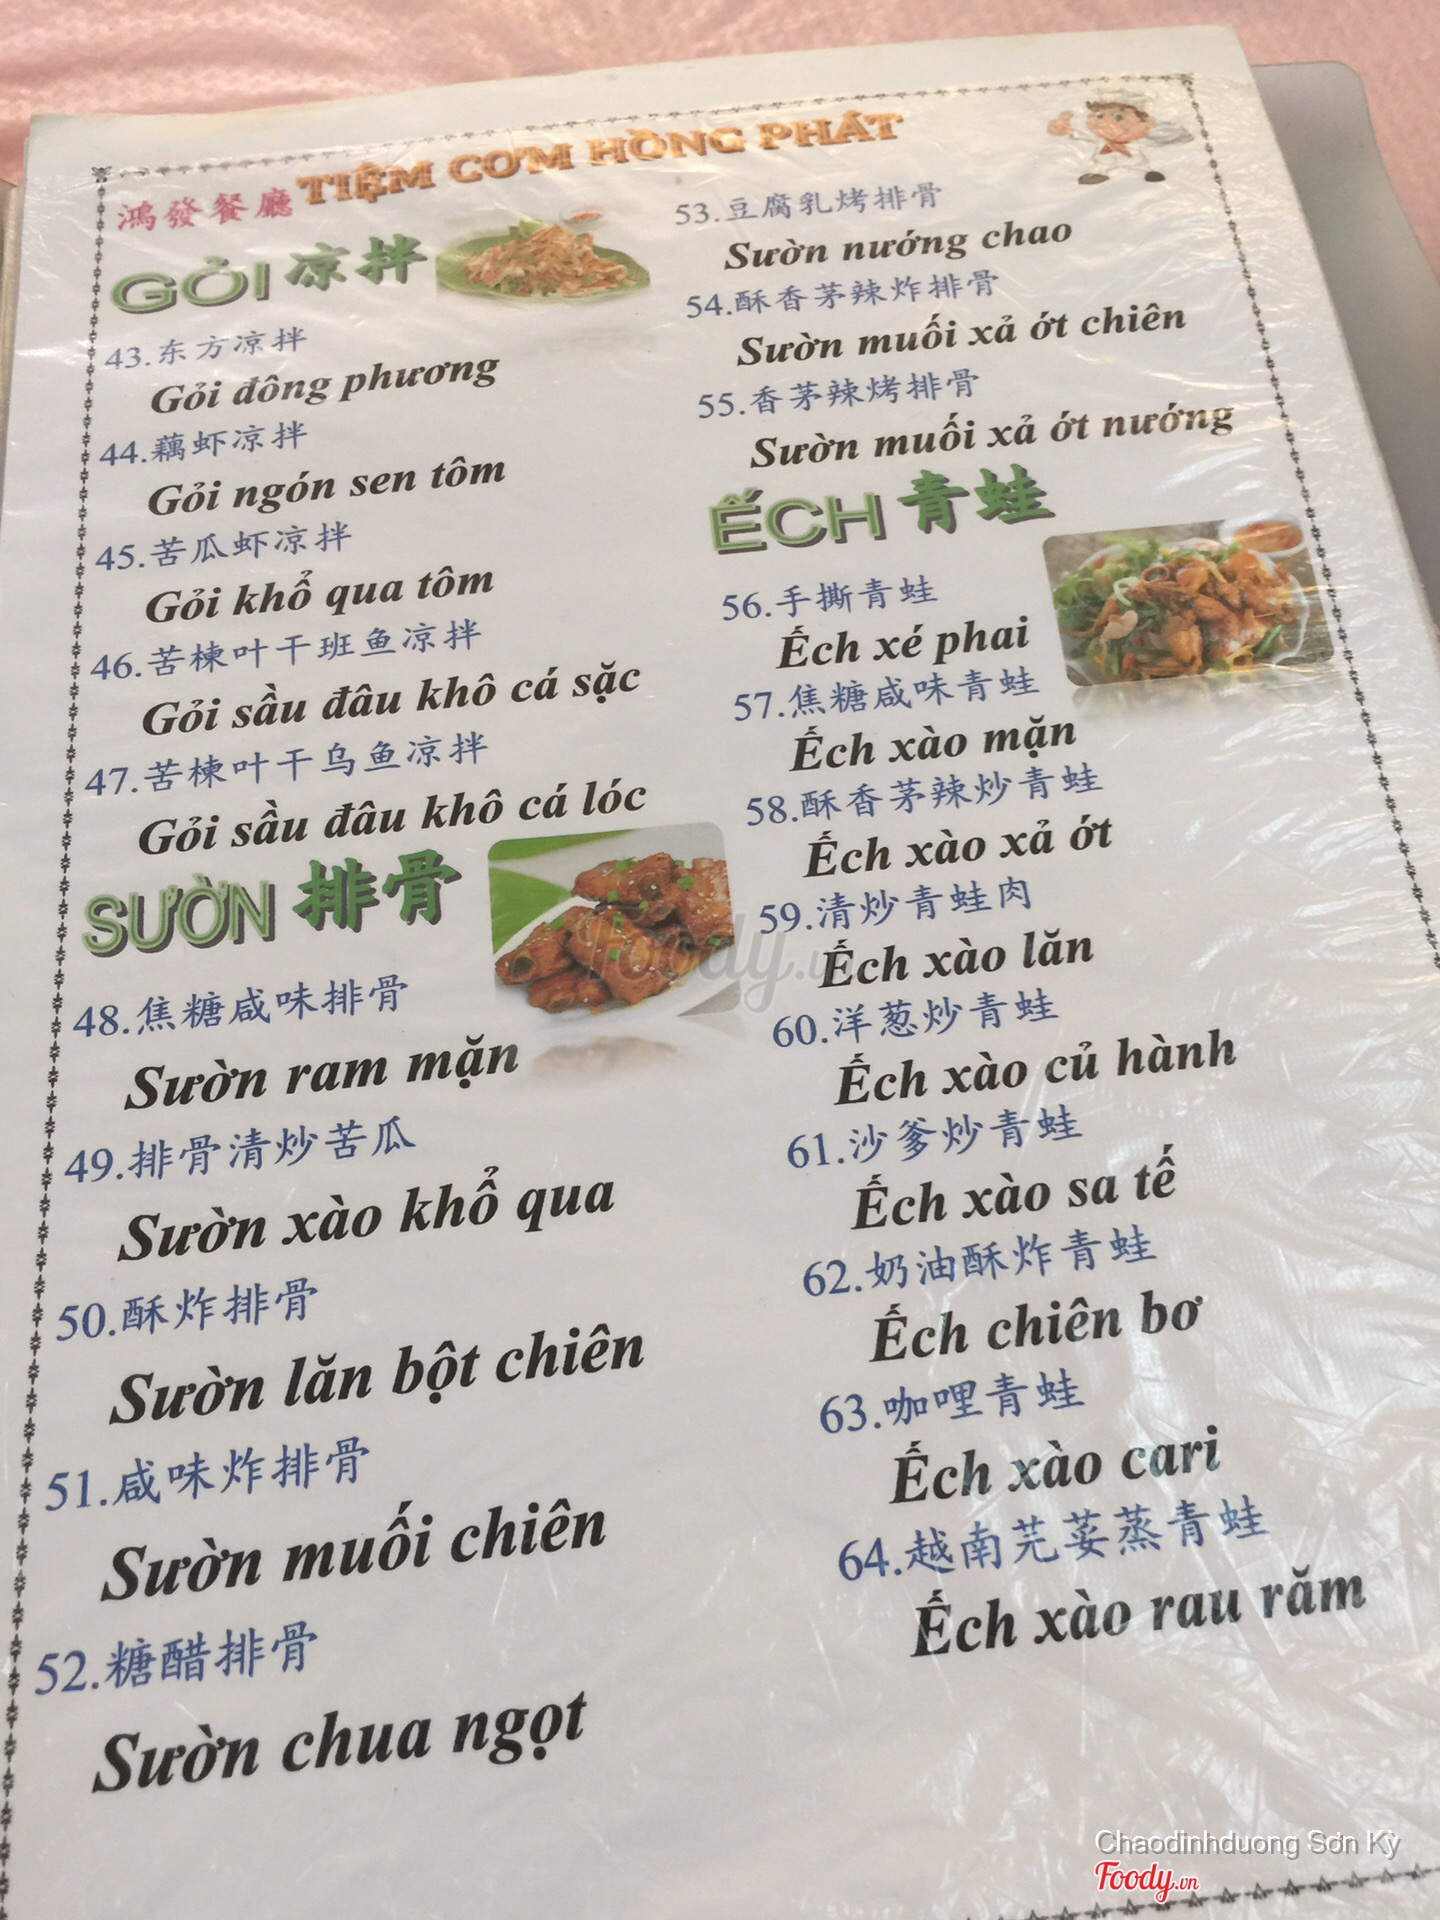 TIỆM CƠM HỒNG PHÁT
鴻發餐廳
GỎI 凉拌
43.东方凉拌
Gỏi đông phương
44.藕虾凉拌
Gỏi ngón sen tôm
45.苦瓜虾凉拌
Gỏi khổ qua tôm
46.苦楝叶干班鱼凉拌
Gỏi sầu đâu khô cá sặc
47.苦楝叶干乌鱼凉拌
Gỏi sầu đâu khô cá lóc
SƯỜN 排骨
48.焦糖咸味排骨
Sườn ram mặn
49.排骨清炒苦瓜
Sườn xào khổ qua
50.酥炸排骨
Sườn lăn bột chiên
51.咸味炸排骨
Sườn muối chiên
52.糖醋排骨
Sườn chua ngọt
53.豆腐乳烤排骨
Sườn nướng chao
54.酥香茅辣炸排骨
Sườn muối xả ớt chiên
55.香茅辣烤排骨
Sườn muối xả ớt nướng
ẾCH 青蛙
56.手撕青蛙
Ếch xé phai
57.焦糖咸味青蛙
Ếch xào mặn
58.酥香茅辣炒青蛙
Ếch xào xả ớt
59.清炒青蛙肉
Ếch xào lăn
60.洋葱炒青蛙
Ếch xào củ hành
61.沙爹炒青蛙
Ếch xào sa tế
62.奶油酥炸青蛙
Ếch chiên bơ
63.咖哩青蛙
Ếch xào cari
64.越南芫荽蒸青蛙
Ếch xào rau răm
Foody.vn
Chaodinhduong Sơn Kỳ
Foody.vn